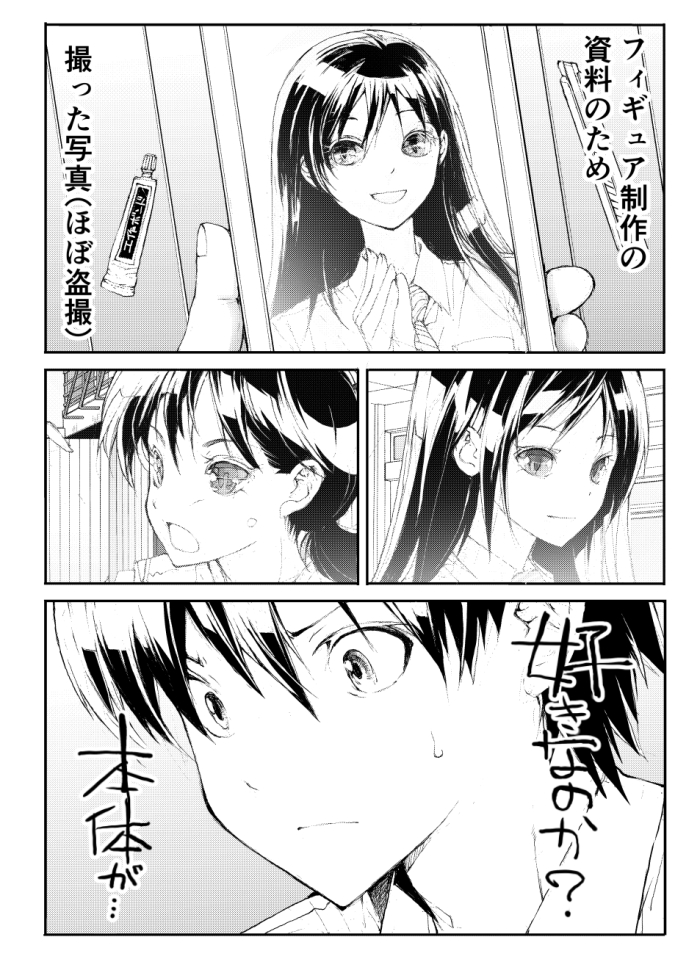 フィギュア制作の
資料のため
撮った写真(ほぼ盗撮)
好きなのか?
本体が…